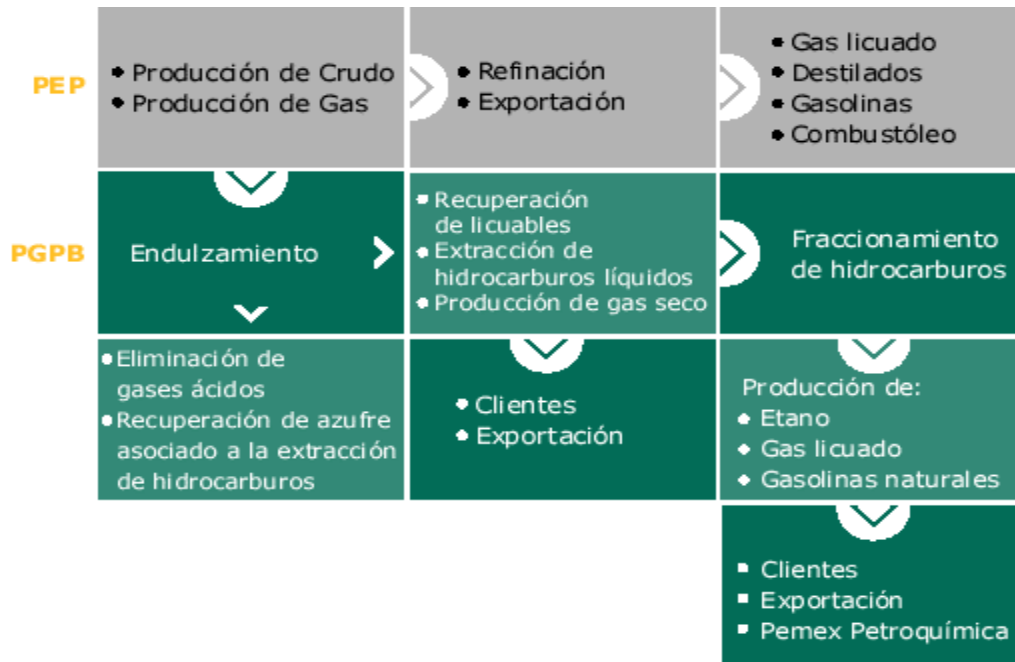 PEP
• Producción de Crudo
• Producción de Gas
• Refinación
• Exportación
• Gas licuado
• Destilados
• Gasolinas
• Combustóleo
PGPB
Endulzamiento
• Recuperación
de licuables
• Extracción de
hidrocarburos líquidos
• Producción de gas seco
Fraccionamiento
de hidrocarburos
• Eliminación de
gases ácidos
• Recuperación de azufre
asociado a la extracción
de hidrocarburos
• Clientes
• Exportación
Producción de:
• Etano
• Gas licuado
• Gasolinas naturales
▪ Clientes
▪ Exportación
▪ Pemex Petroquímica